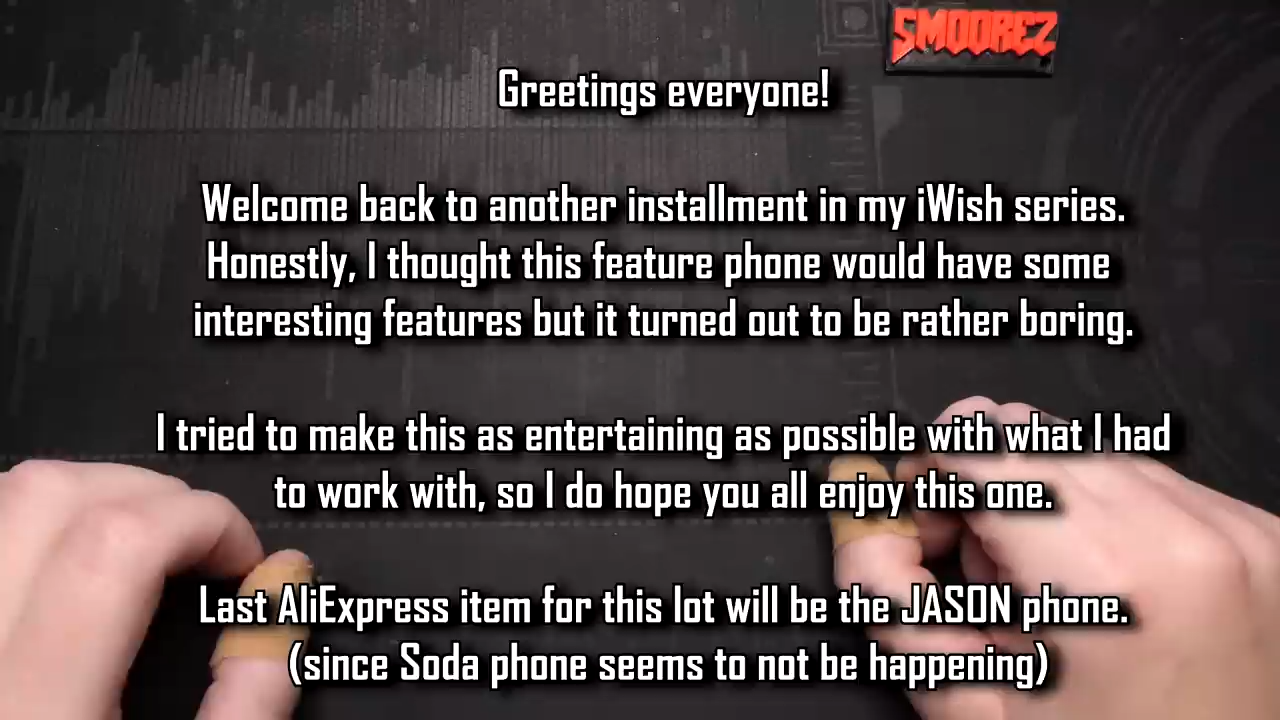 SMOOREZ
Greetings everyone!
Welcome back to another installment in my iWish series.
Honestly, I thought this feature phone would have some
interesting features but it turned out to be rather boring.
I tried to make this as entertaining as possible with what I had
to work with, so I do hope you all enjoy this one.
Last AliExpress item for this lot will be the JASON phone.
(since Soda phone seems to not be happening)